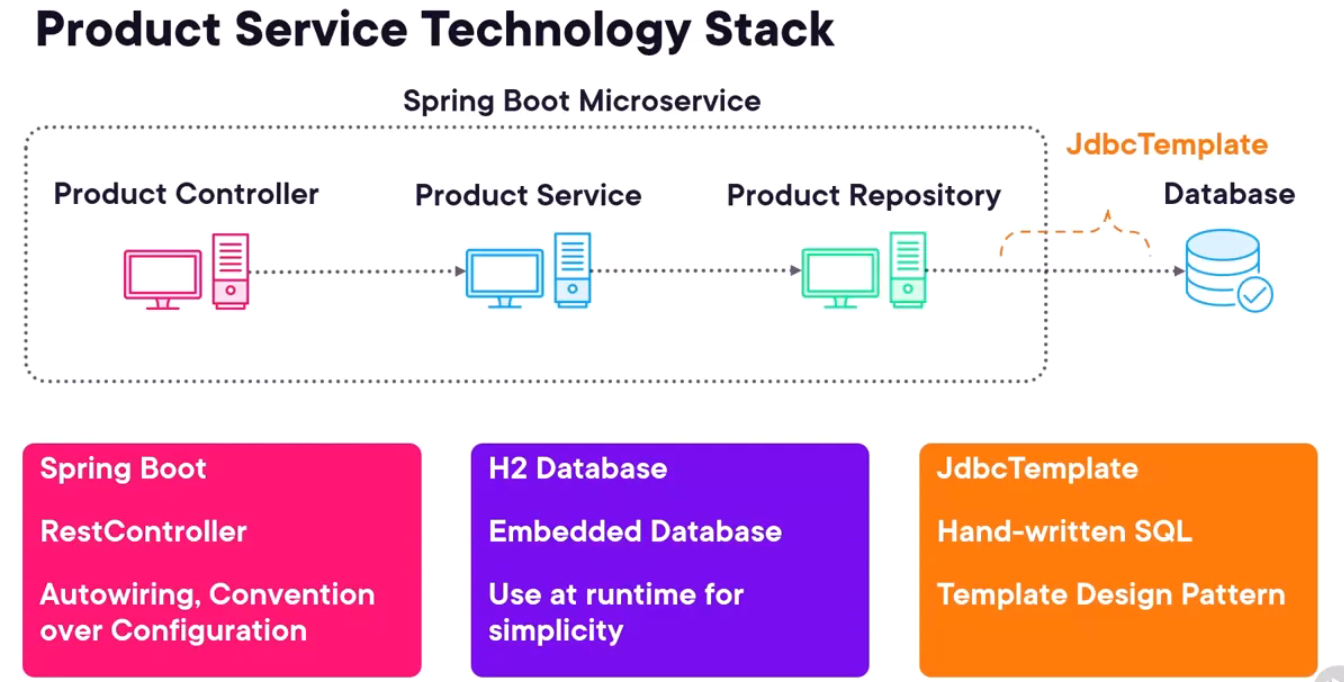 Product Service Technology Stack
Spring Boot Microservice
JdbcTemplate
Product Controller
Product Service
Product Repository
Database
Spring Boot
RestController
Autowiring, Convention
over Configuration
H2 Database
Embedded Database
Use at runtime for
simplicity
JdbcTemplate
Hand-written SQL
Template Design Pattern